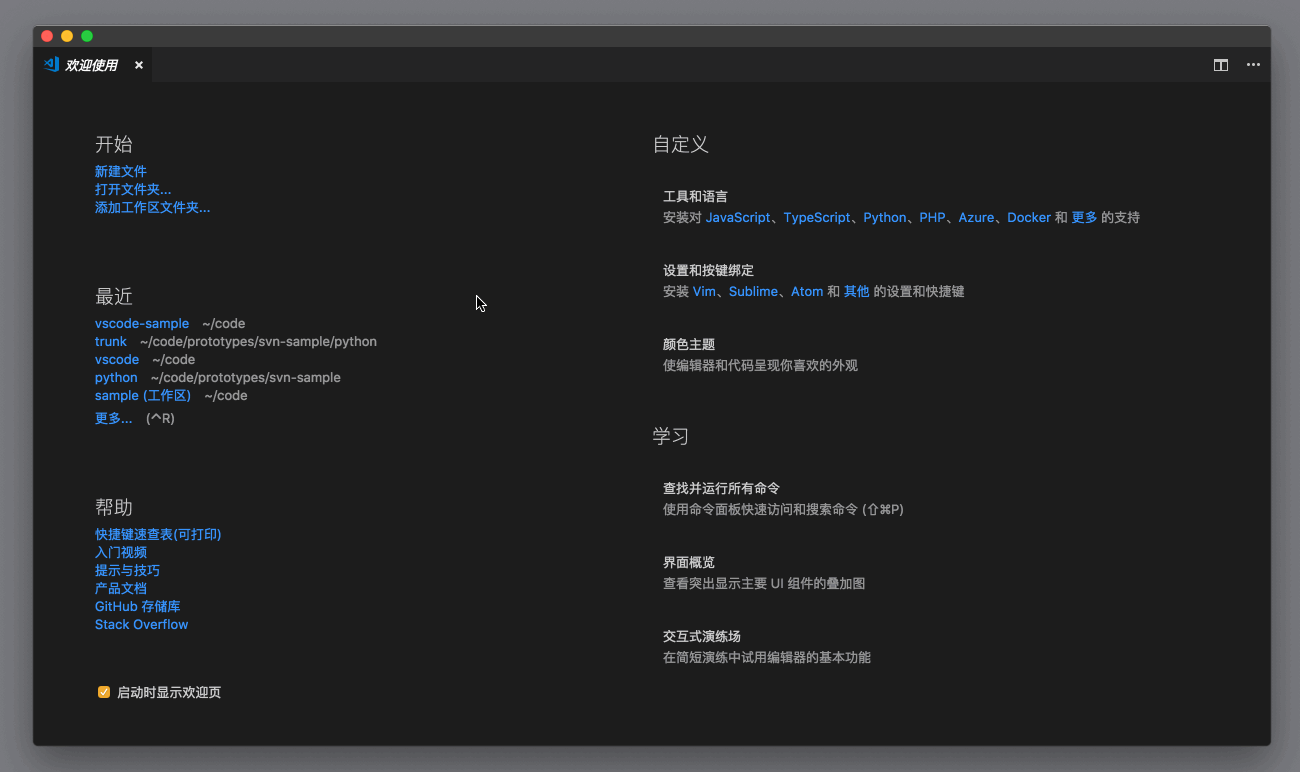 欢迎使用
开始
新建文件
打开文件夹...
添加工作区文件夹...
最近
vscode-sample ~/code
trunk ~/code/prototypes/svn-sample/python
vscode ~/code
python ~/code/prototypes/svn-sample
sample (工作区) ~/code
更多... (^R)
帮助
快捷键速查表(可打印)
入门视频
提示与技巧
产品文档
GitHub 存储库
Stack Overflow
启动时显示欢迎页
自定义
工具和语言
安装对 JavaScript、TypeScript、Python、PHP、Azure、Docker 和 更多 的支持
设置和按键绑定
安装 Vim、Sublime、Atom 和 其他 的设置和快捷键
颜色主题
使编辑器和代码呈现你喜欢的外观
学习
查找并运行所有命令
使用命令面板快速访问和搜索命令 (⇧⌘P)
界面概览
查看突出显示主要 UI 组件的叠加图
交互式演练场
在简短演练中试用编辑器的基本功能